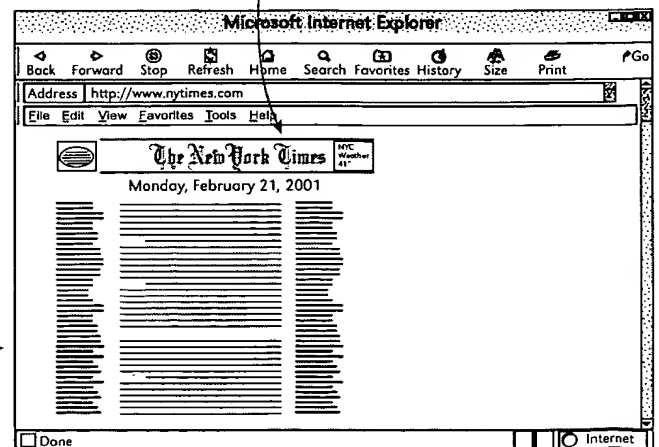 Microsoft Internet Explorer
Back Forward Stop Refresh Home Search Favorites History Size Print Go
Address http://www.nytimes.com
File Edit View Favorites Tools Help
The New York Times NYC
Weather
41°
Monday, February 21, 2001
Done Internet